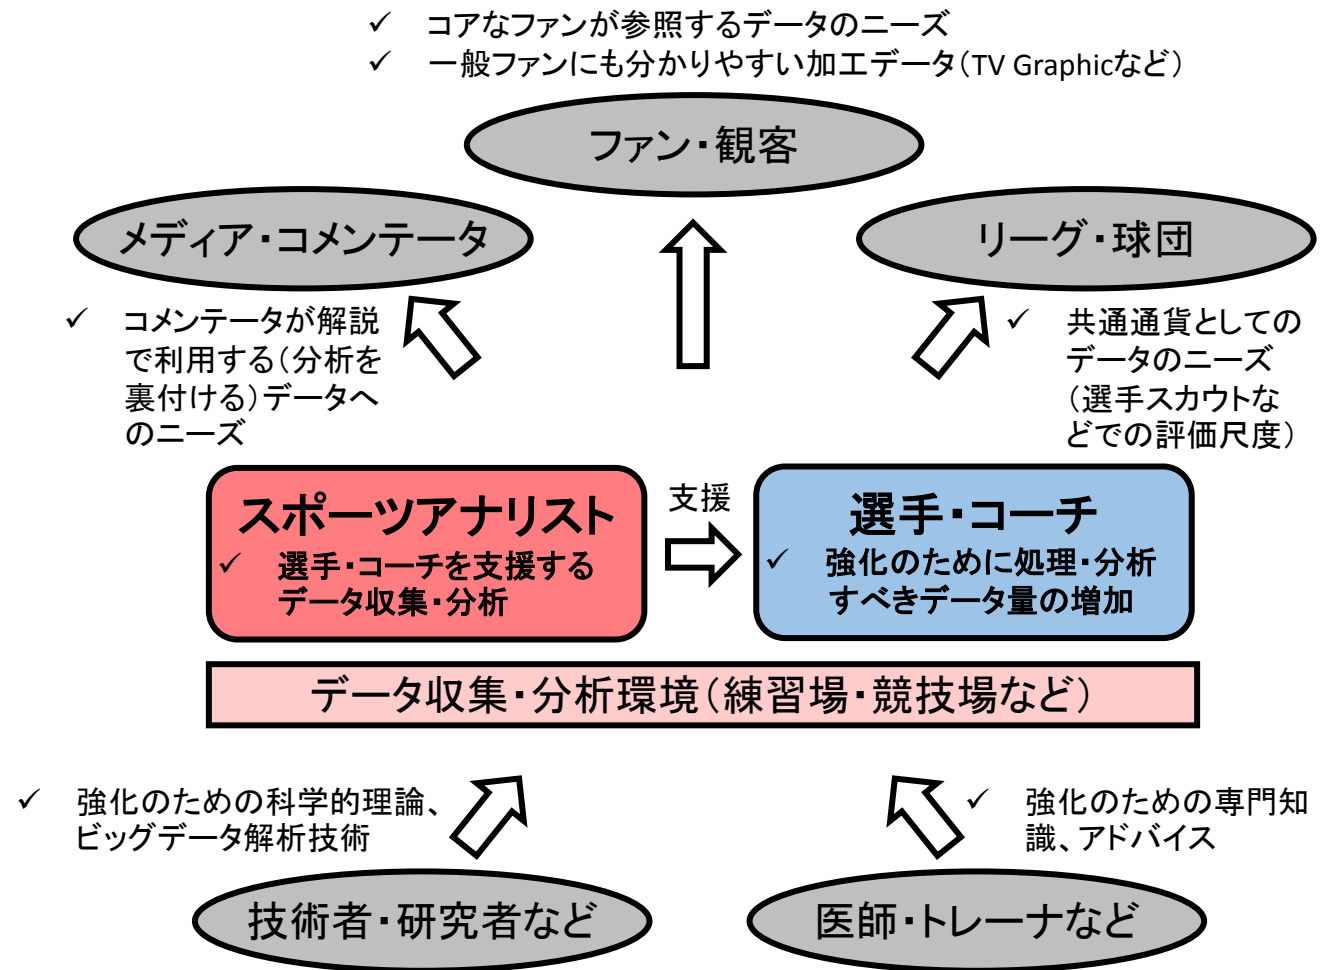 ✓ コアなファンが参照するデータのニーズ
✓ 一般ファンにも分かりやすい加工データ（TV Graphicなど）
ファン・観客
メディア・コメンテータ
リーグ・球団
✓ コメンテータが解説
で利用する（分析を
裏付ける）データへ
のニーズ
✓ 共通通貨としての
データのニーズ
（選手スカウトな
どでの評価尺度）
スポーツアナリスト
✓ 選手・コーチを支援する
データ収集・分析
支援
選手・コーチ
✓ 強化のために処理・分析
すべきデータ量の増加
データ収集・分析環境（練習場・競技場など）
✓ 強化のための科学的理論、
ビッグデータ解析技術
✓ 強化のための専門知
識、アドバイス
技術者・研究者など
医師・トレーナなど